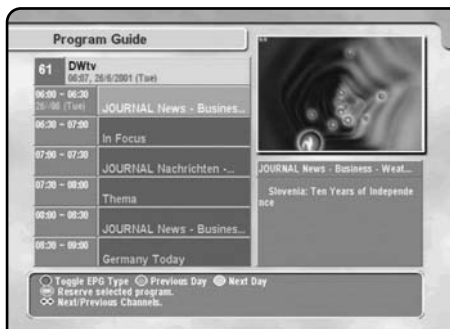 Program Guide
61 DWtv
06:07, 26/6/2001 (Tue)
06:00 ~ 06:30
26/06 (Tue)
JOURNAL News - Busines...
06:30 ~ 07:00
In Focus
07:00 ~ 07:30
JOURNAL Nachrichten -...
07:30 ~ 08:00
Thema
08:00 ~ 08:30
JOURNAL News - Busines...
08:30 ~ 09:00
Germany Today
JOURNAL News - Business - Weat...
Slovenia: Ten Years of Independe
nce
Toggle EPG Type Previous Day Next Day
Reserve selected program.
Next/Previous Channels.